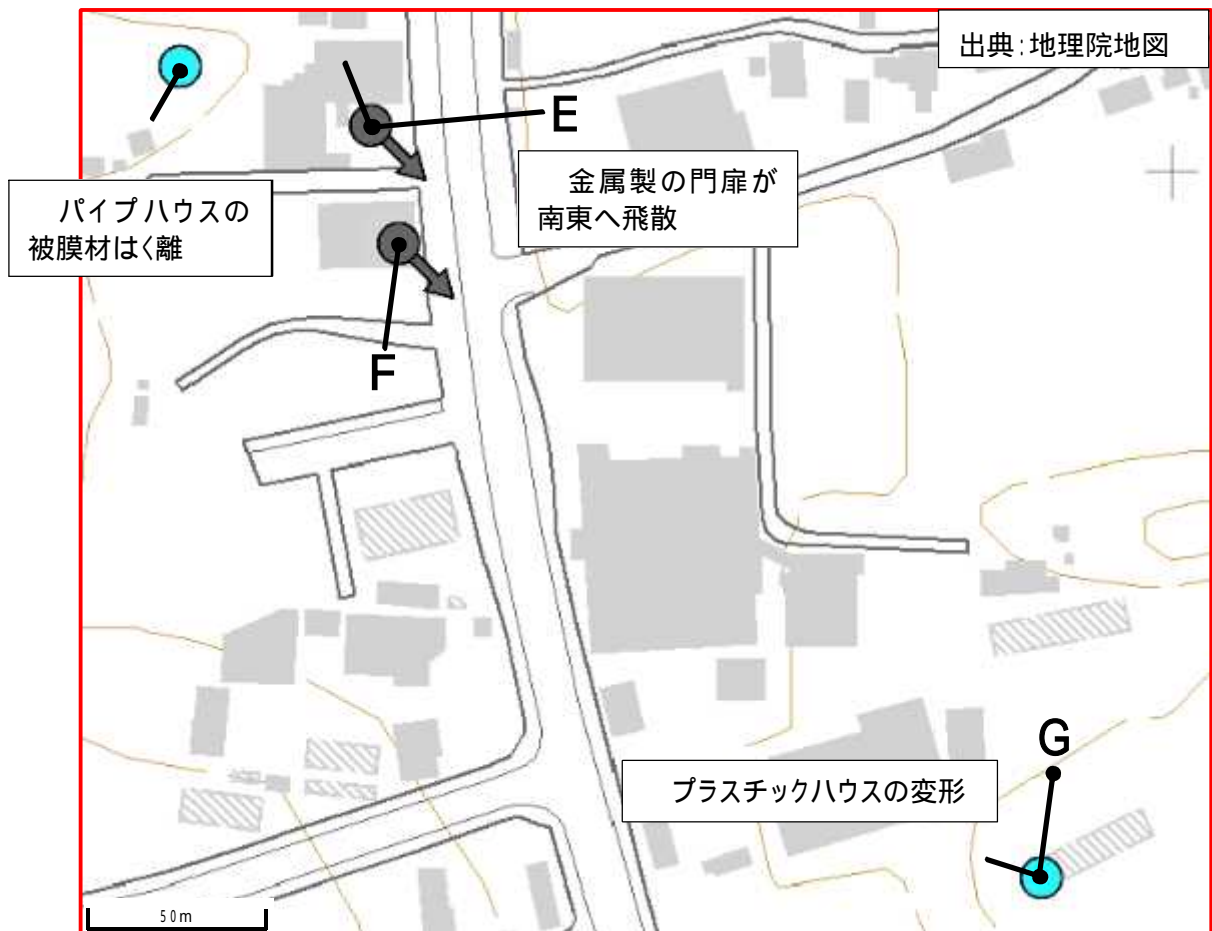 出典：地理院地図
E
金属製の門扉が
南東へ飛散
パイプハウスの
被膜材はく離
F
G
プラスチックハウスの変形
50m